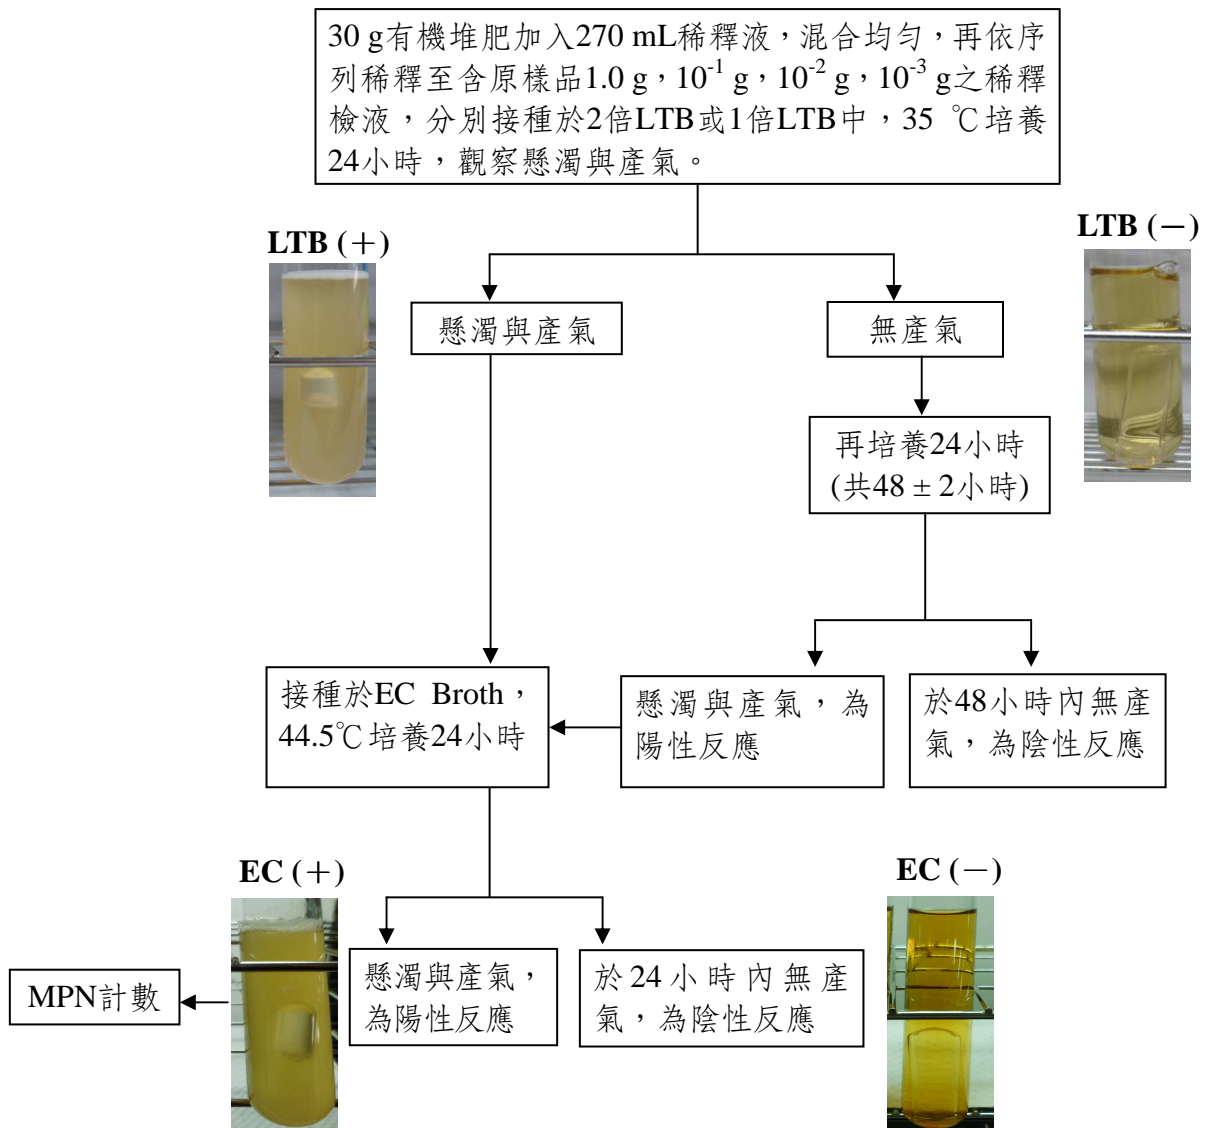 30 g有機堆肥加入270 mL稀釋液，混合均勻，再依序
列稀釋至含原樣品1.0 g，10⁻¹ g，10⁻² g，10⁻³ g之稀釋
檢液，分別接種於2倍LTB或1倍LTB中，35 ℃培養
24小時，觀察懸濁與產氣。
LTB (＋)
LTB (－)
懸濁與產氣
無產氣
再培養24小時
(共48 ± 2小時)
接種於EC Broth，
44.5℃培養24小時
懸濁與產氣，為
陽性反應
於48小時內無產
氣，為陰性反應
EC (＋)
EC (－)
MPN計數
懸濁與產氣，
為陽性反應
於24小時內無產
氣，為陰性反應